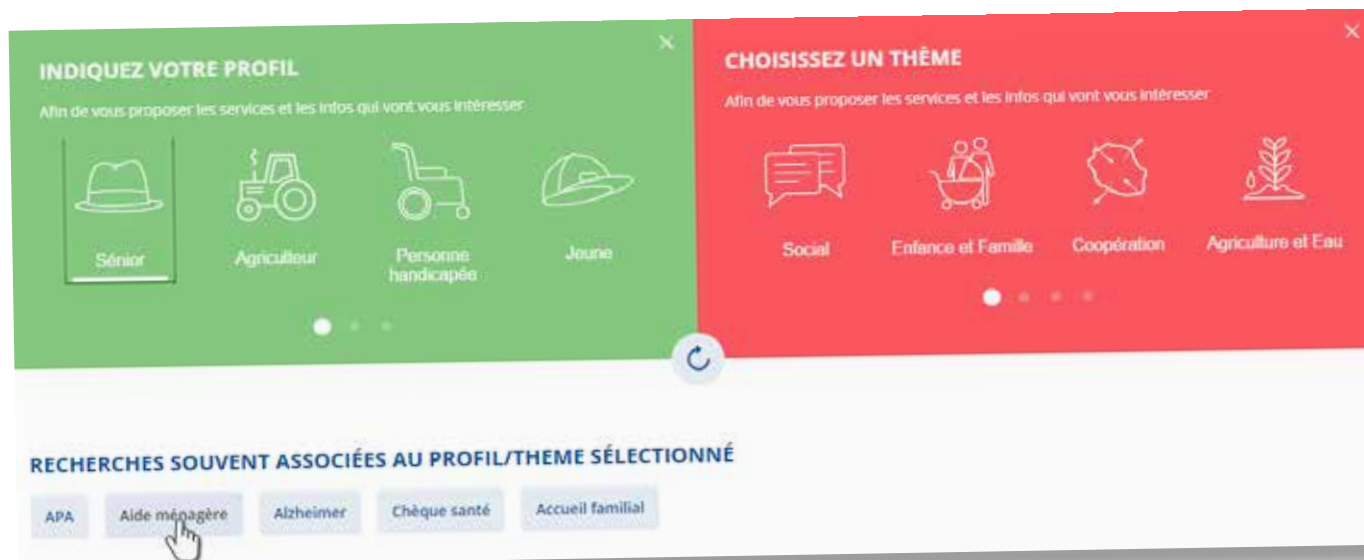 INDIQUEZ VOTRE PROFIL
Afin de vous proposer les services et les infos qui vont vous intéresser
Sénior
Agriculteur
Personne
handicapée
Jeune
CHOISISSEZ UN THÈME
Afin de vous proposer les services et les infos qui vont vous intéresser
Social
Enfance et Famille
Coopération
Agriculture et Eau
RECHERCHES SOUVENT ASSOCIÉES AU PROFIL/THEME SÉLECTIONNÉ
APA
Aide ménagère
Alzheimer
Chèque santé
Accueil familial